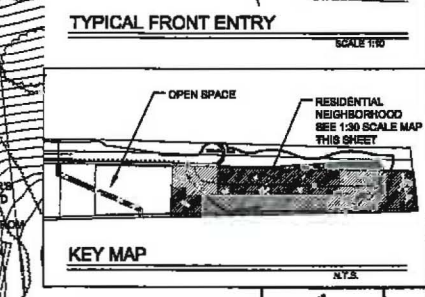 TYPICAL FRONT ENTRY
SCALE 1:10
OPEN SPACE
RESIDENTIAL
NEIGHBORHOOD
SEE 1:30 SCALE MAP
THIS SHEET
KEY MAP
N.T.S.